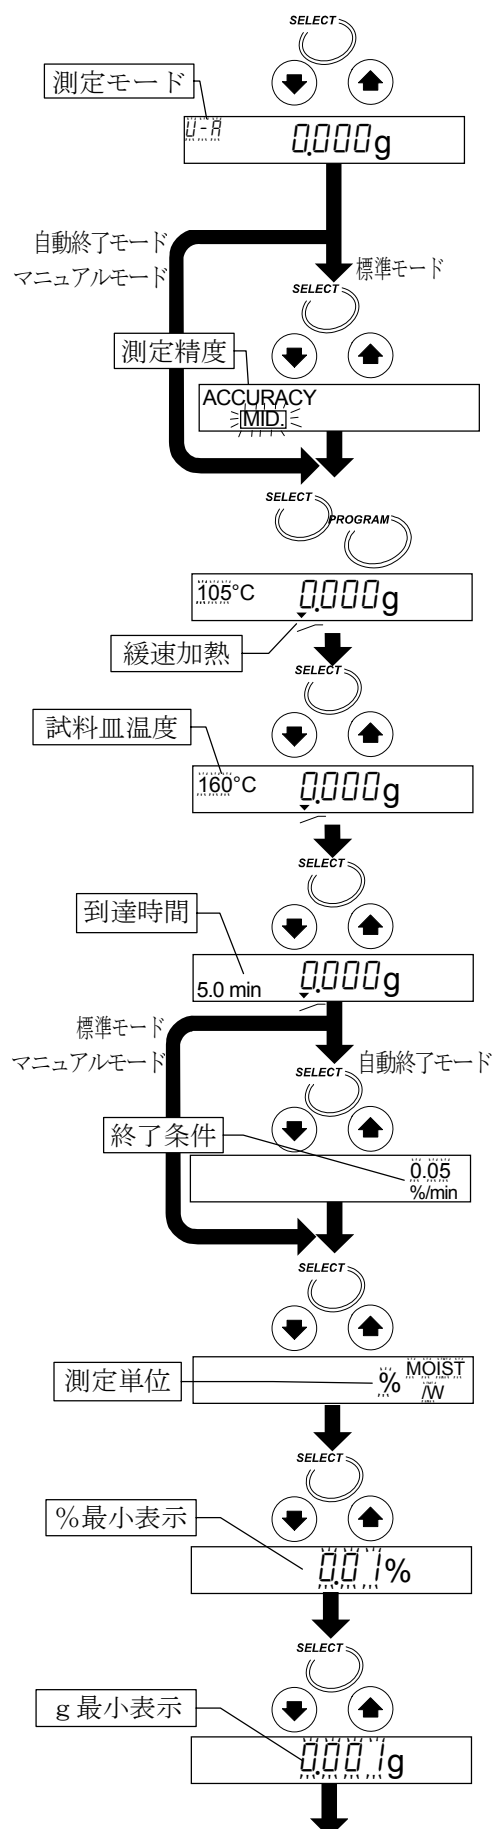 SELECT
測定モード
U-A
0.000g
自動終了モード
マニュアルモード
標準モード
SELECT
測定精度
ACCURACY
MID.
SELECT
PROGRAM
105°C
0.000g
緩速加熱
SELECT
試料皿温度
160°C
0.000g
SELECT
到達時間
5.0 min
0.000g
標準モード
マニュアルモード
自動終了モード
SELECT
終了条件
0.05
%/min
SELECT
測定単位
% MOIST
/W
SELECT
％最小表示
0.01%
SELECT
ｇ最小表示
0.001g